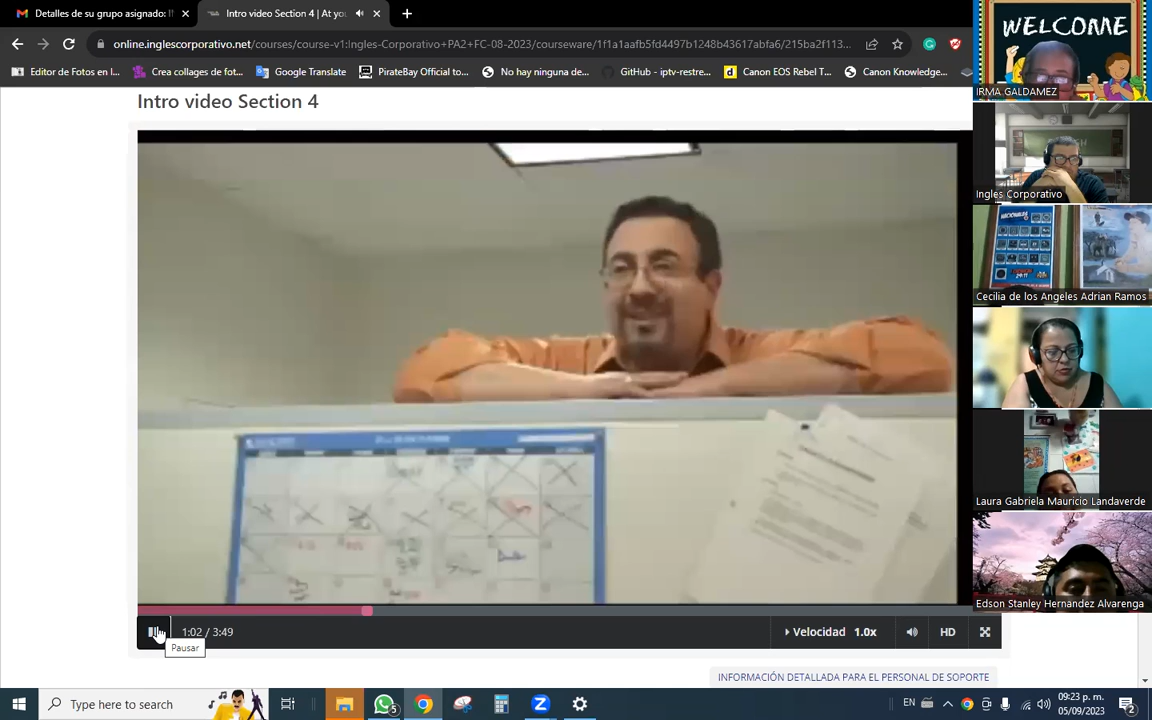 Detalles de su grupo asignado: I
Intro video Section 4 | At you
online.inglescorporativo.net/courses/course-v1:Ingles-Corporativo+PA2+FC-08-2023/courseware/1f1a1aafb5fd4497b1248b43617abfa6/215ba2f113...
Editor de Fotos en l...
Crea collages de fot...
Google Translate
PirateBay Official to...
No hay ninguna de...
GitHub - iptv-restre...
Canon EOS Rebel T...
Canon Knowledge...
Intro video Section 4
1:02 / 3:49
Velocidad 1.0x
HD
Pausar
INFORMACIÓN DETALLADA PARA EL PERSONAL DE SOPORTE
WELCOME
IRMA GALDAMEZ
Ingles Corporativo
NACIONALES
Cecilia de los Angeles Adrian Ramos
Laura Gabriela Mauricio Landaverde
Edson Stanley Hernandez Alvarenga
Type here to search
5
EN
09:23 p. m.
05/09/2023
2